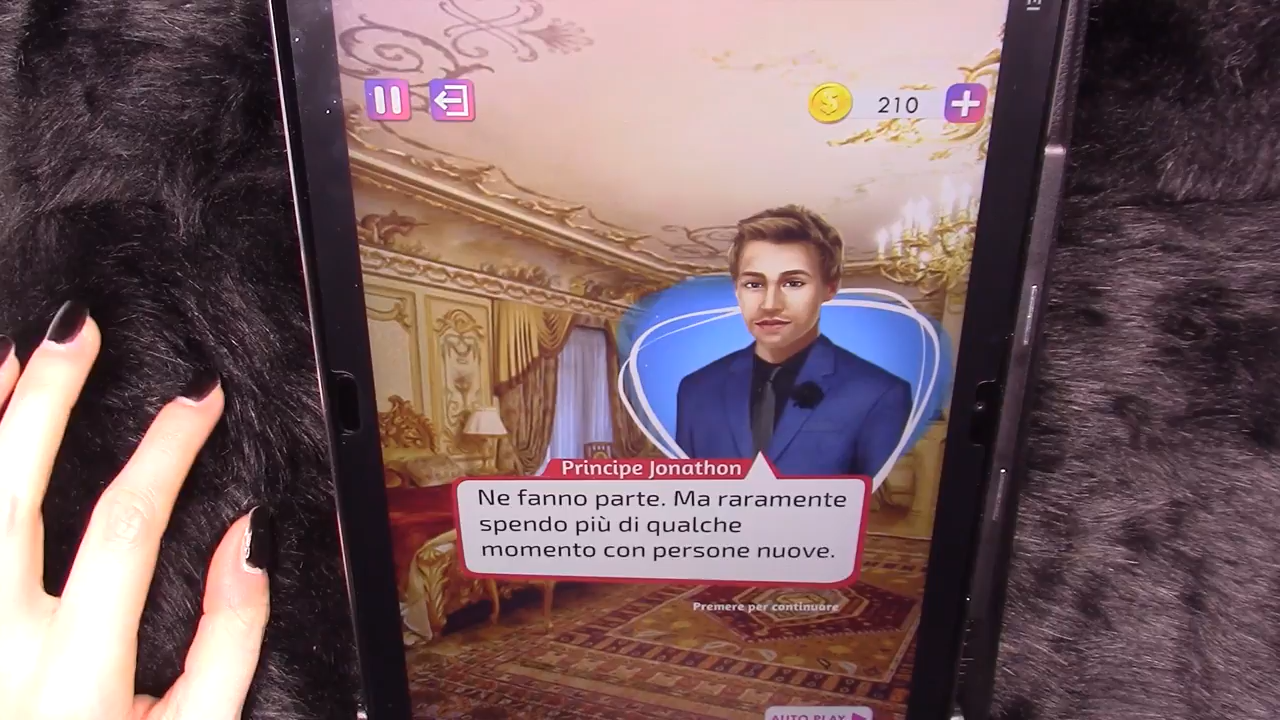 210
Principe Jonathon
Ne fanno parte. Ma raramente
spendo più di qualche
momento con persone nuove.
Premere per continuare
AUTO PLAY